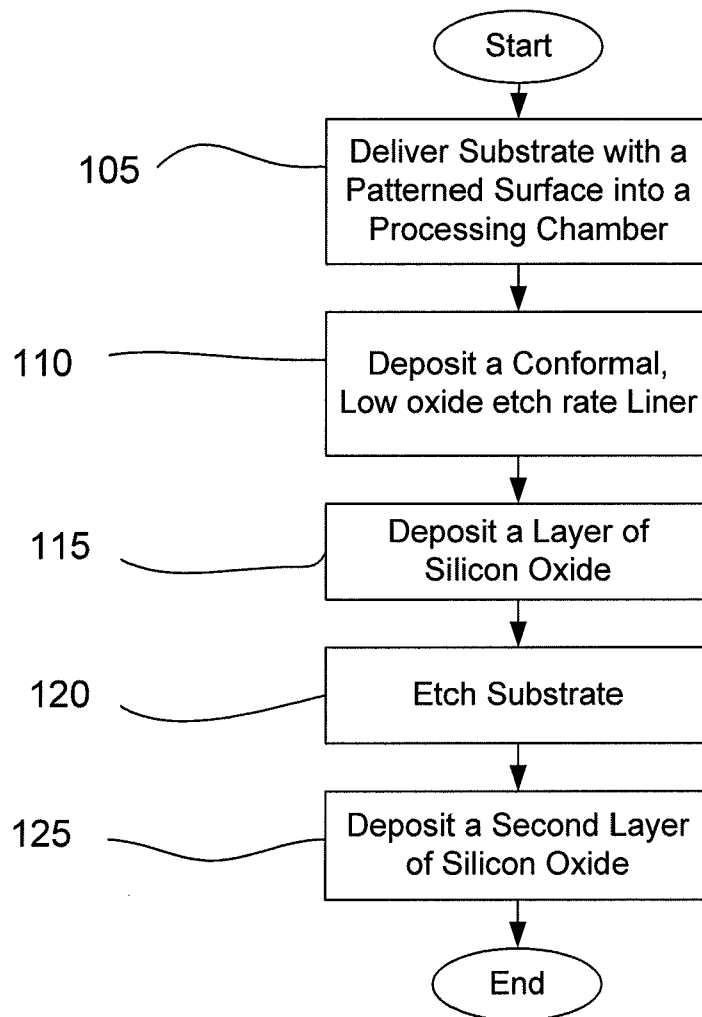 Start
105
Deliver Substrate with a
Patterned Surface into a
Processing Chamber
110
Deposit a Conformal,
Low oxide etch rate Liner
115
Deposit a Layer of
Silicon Oxide
120
Etch Substrate
125
Deposit a Second Layer
of Silicon Oxide
End